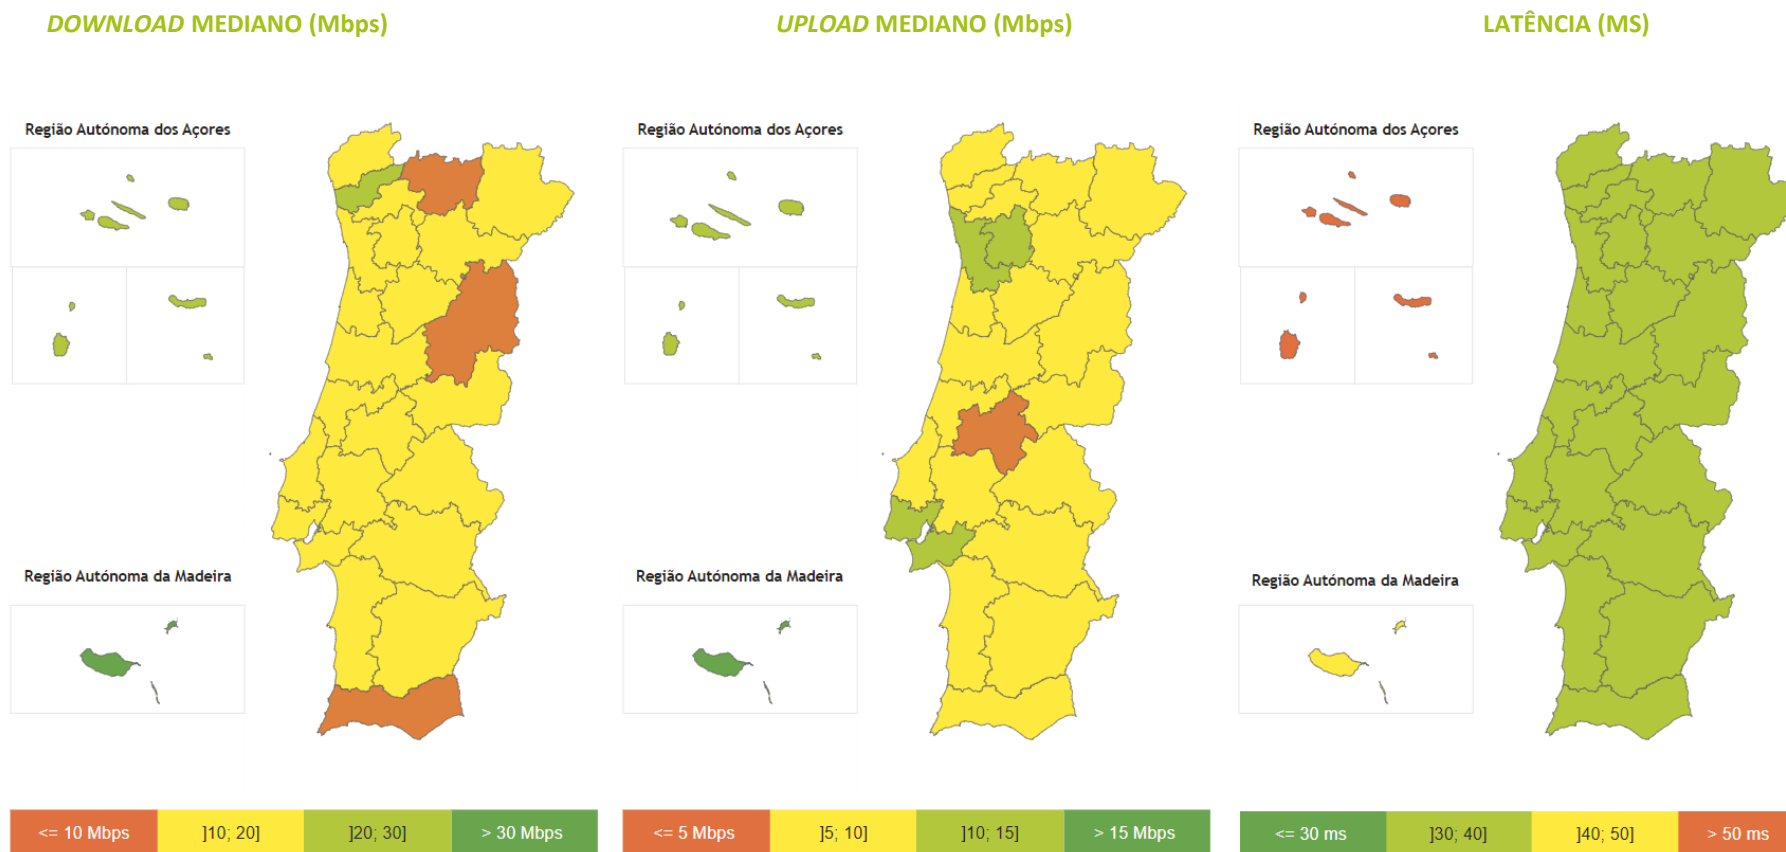 DOWNLOAD MEDIANO (Mbps)
UPLOAD MEDIANO (Mbps)
LATÊNCIA (MS)
Região Autónoma dos Açores
Região Autónoma dos Açores
Região Autónoma dos Açores
Região Autónoma da Madeira
Região Autónoma da Madeira
Região Autónoma da Madeira
<= 10 Mbps
]10; 20]
]20; 30]
> 30 Mbps
<= 5 Mbps
]5; 10]
]10; 15]
> 15 Mbps
<= 30 ms
]30; 40]
]40; 50]
> 50 ms